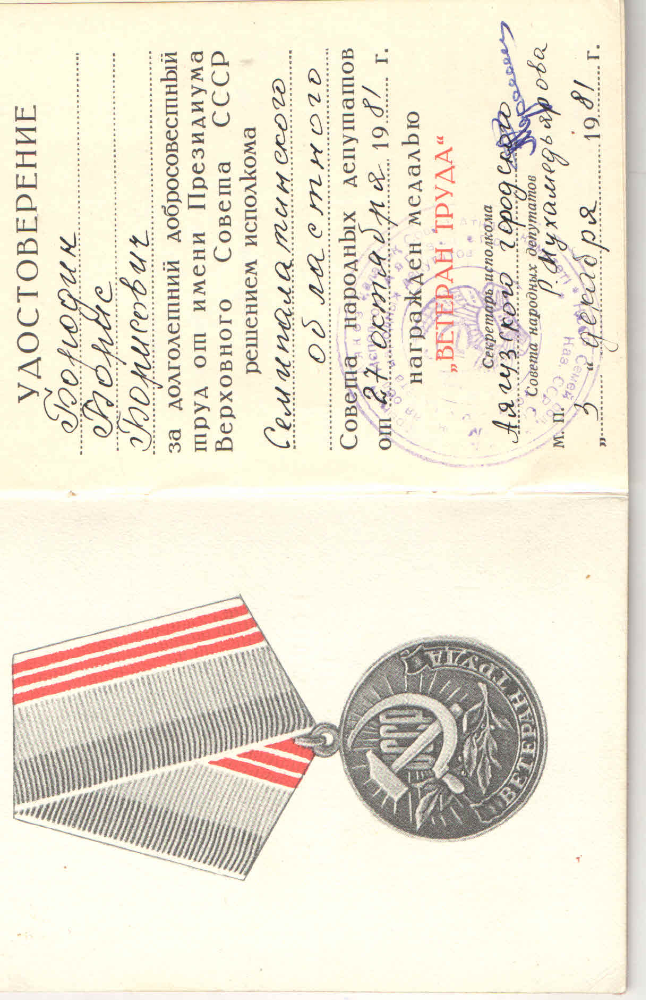 УДОСТОВЕРЕНИЕ
Бородин
Борис
Борисович
за долголетний добросовестный
труд от имени Президиума
Верховного Совета СССР
решением исполкома
Семипалатинского
областного
Совета народных депутатов
от 27 октября 1981 г.
награжден медалью
„ВЕТЕРАН ТРУДА“
Секретарь исполкома
Аягузского городского
Совета народных депутатов
Р. Мухамедьярова
м. п.
„3“ декабря 1981 г.
СССР
ВЕТЕРАН ТРУДА